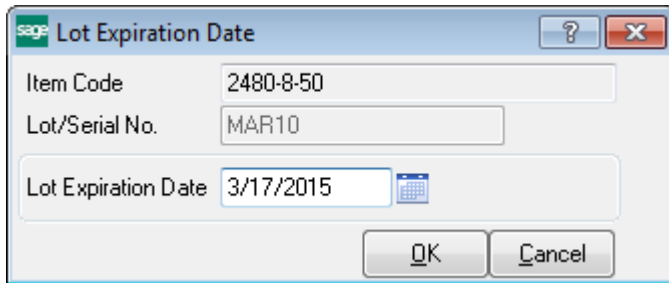 sage Lot Expiration Date ?
Item Code 2480-8-50
Lot/Serial No. MAR10
Lot Expiration Date 3/17/2015
OK Cancel